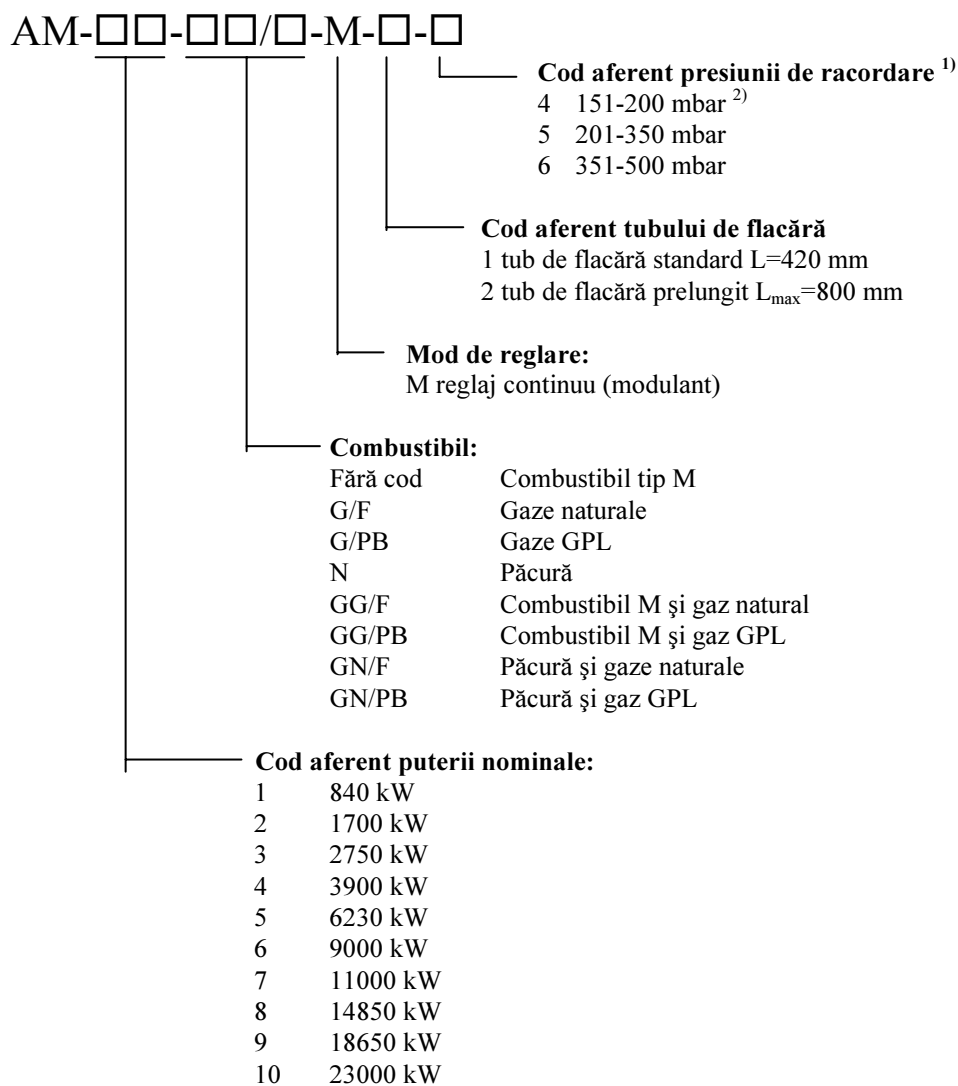 AM-□□-□□/□-M-□-□
Cod aferent presiunii de racordare 1)
4 151-200 mbar 2)
5 201-350 mbar
6 351-500 mbar
Cod aferent tubului de flacără
1 tub de flacără standard L=420 mm
2 tub de flacără prelungit Lmax=800 mm
Mod de reglare:
M reglaj continuu (modulant)
Combustibil:
Fără cod Combustibil tip M
G/F Gaze naturale
G/PB Gaze GPL
N Păcură
GG/F Combustibil M şi gaz natural
GG/PB Combustibil M şi gaz GPL
GN/F Păcură şi gaze naturale
GN/PB Păcură şi gaz GPL
Cod aferent puterii nominale:
1 840 kW
2 1700 kW
3 2750 kW
4 3900 kW
5 6230 kW
6 9000 kW
7 11000 kW
8 14850 kW
9 18650 kW
10 23000 kW